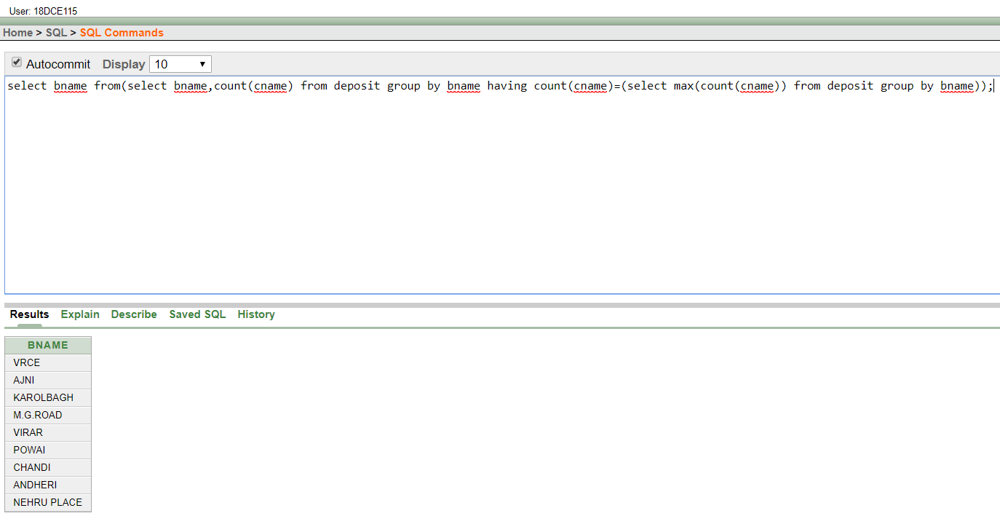 User: 18DCE115
Home > SQL > SQL Commands
Autocommit Display 10
select bname from(select bname,count(cname) from deposit group by bname having count(cname)=(select max(count(cname)) from deposit group by bname));
Results Explain Describe Saved SQL History
BNAME
VRCE
AJNI
KAROLBAGH
M.G.ROAD
VIRAR
POWAI
CHANDI
ANDHERI
NEHRU PLACE